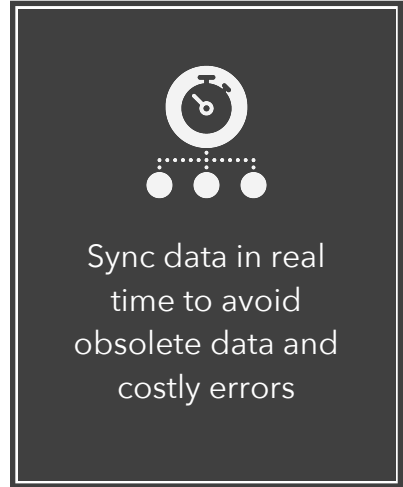 Sync data in real
time to avoid
obsolete data and
costly errors